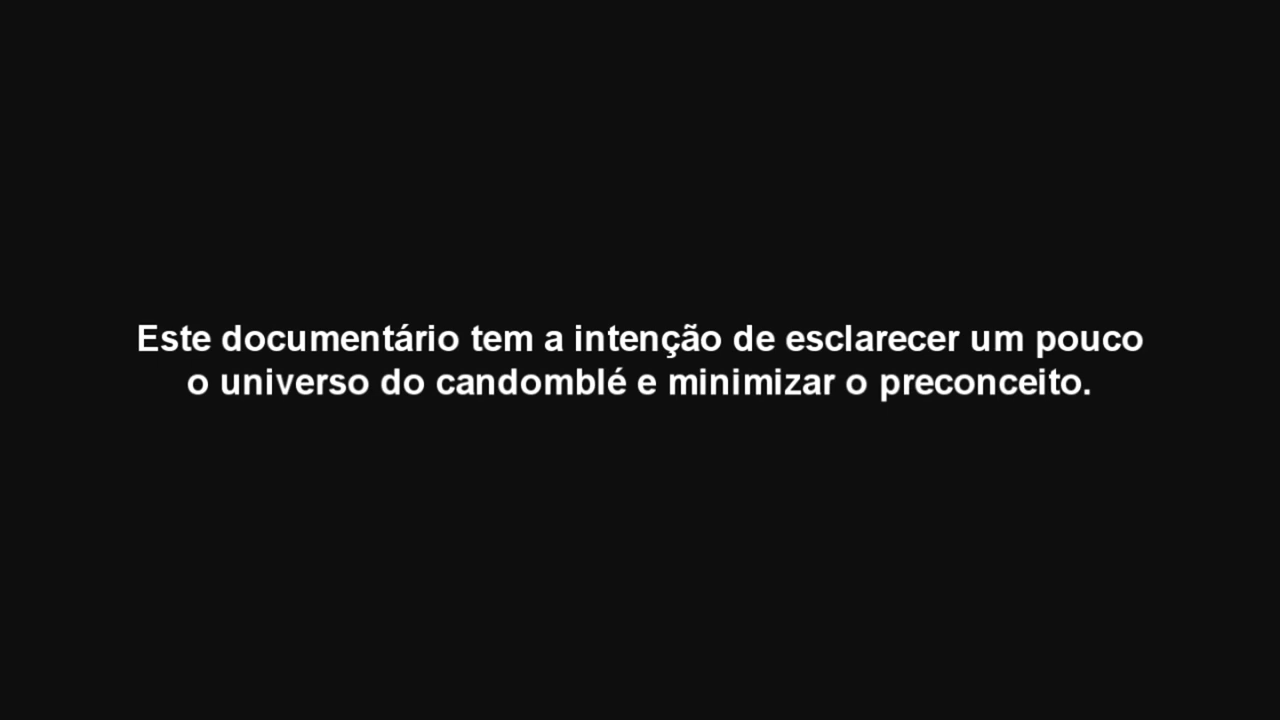 Este documentário tem a intenção de esclarecer um pouco
o universo do candomblé e minimizar o preconceito.